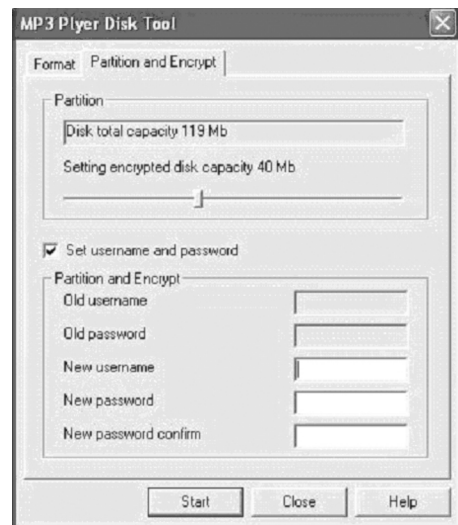 MP3 Plyer Disk Tool
Format Partition and Encrypt
Partition
Disk total capacity 119 Mb
Setting encrypted disk capacity 40 Mb
Set username and password
Partition and Encrypt
Old username
Old password
New username
New password
New password confirm
Start Close Help